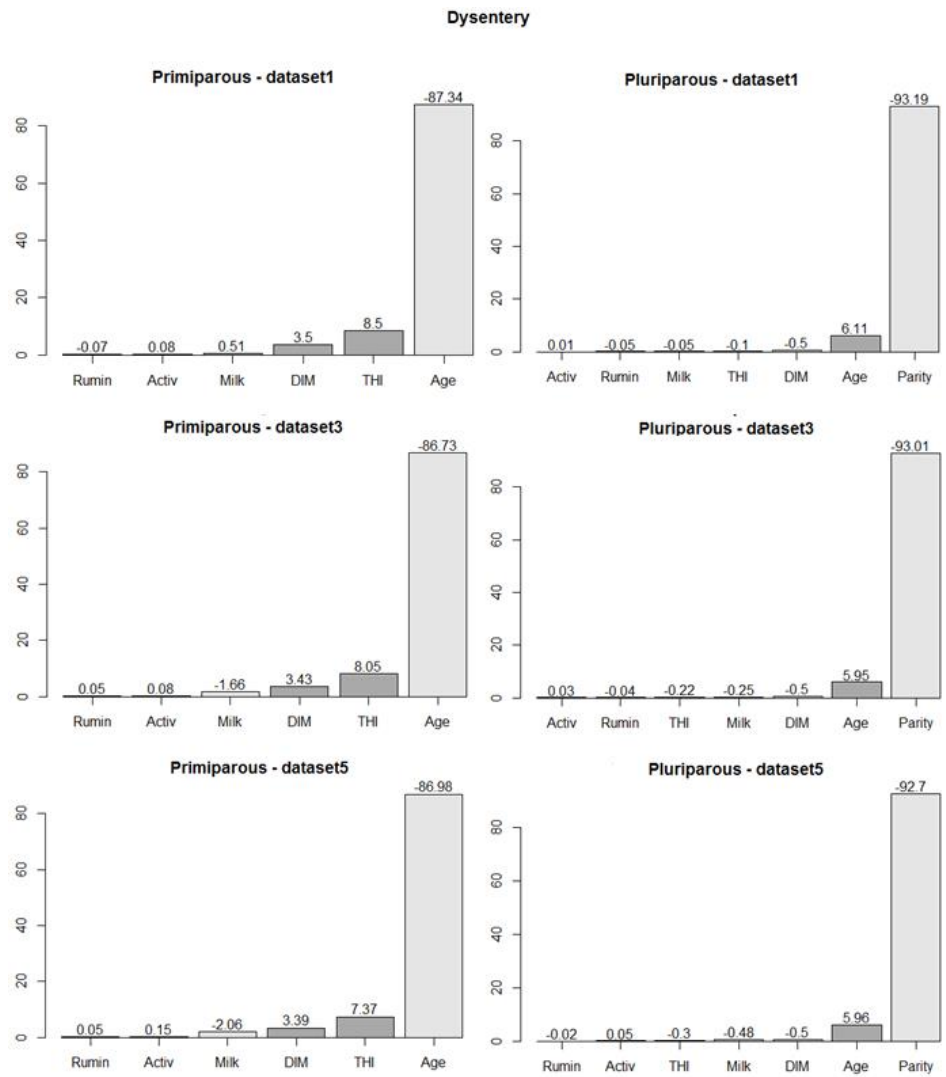 Dysentery
Primiparous - dataset1
-87.34
80
60
40
20
0
-0.07 0.08 0.51 3.5 8.5
Rumin Activ Milk DIM THI Age
Pluriparous - dataset1
-93.19
80
60
40
20
0
0.01 -0.05 -0.05 -0.1 -0.5 6.11
Activ Rumin Milk THI DIM Age Parity
Primiparous - dataset3
-86.73
80
60
40
20
0
0.05 0.08 -1.66 3.43 8.05
Rumin Activ Milk DIM THI Age
Pluriparous - dataset3
-93.01
80
60
40
20
0
0.03 -0.04 -0.22 -0.25 -0.5 5.95
Activ Rumin THI Milk DIM Age Parity
Primiparous - dataset5
-86.98
80
60
40
20
0
0.05 0.15 -2.06 3.39 7.37
Rumin Activ Milk DIM THI Age
Pluriparous - dataset5
-92.7
80
60
40
20
0
-0.02 0.05 -0.3 -0.48 -0.5 5.96
Rumin Activ THI Milk DIM Age Parity